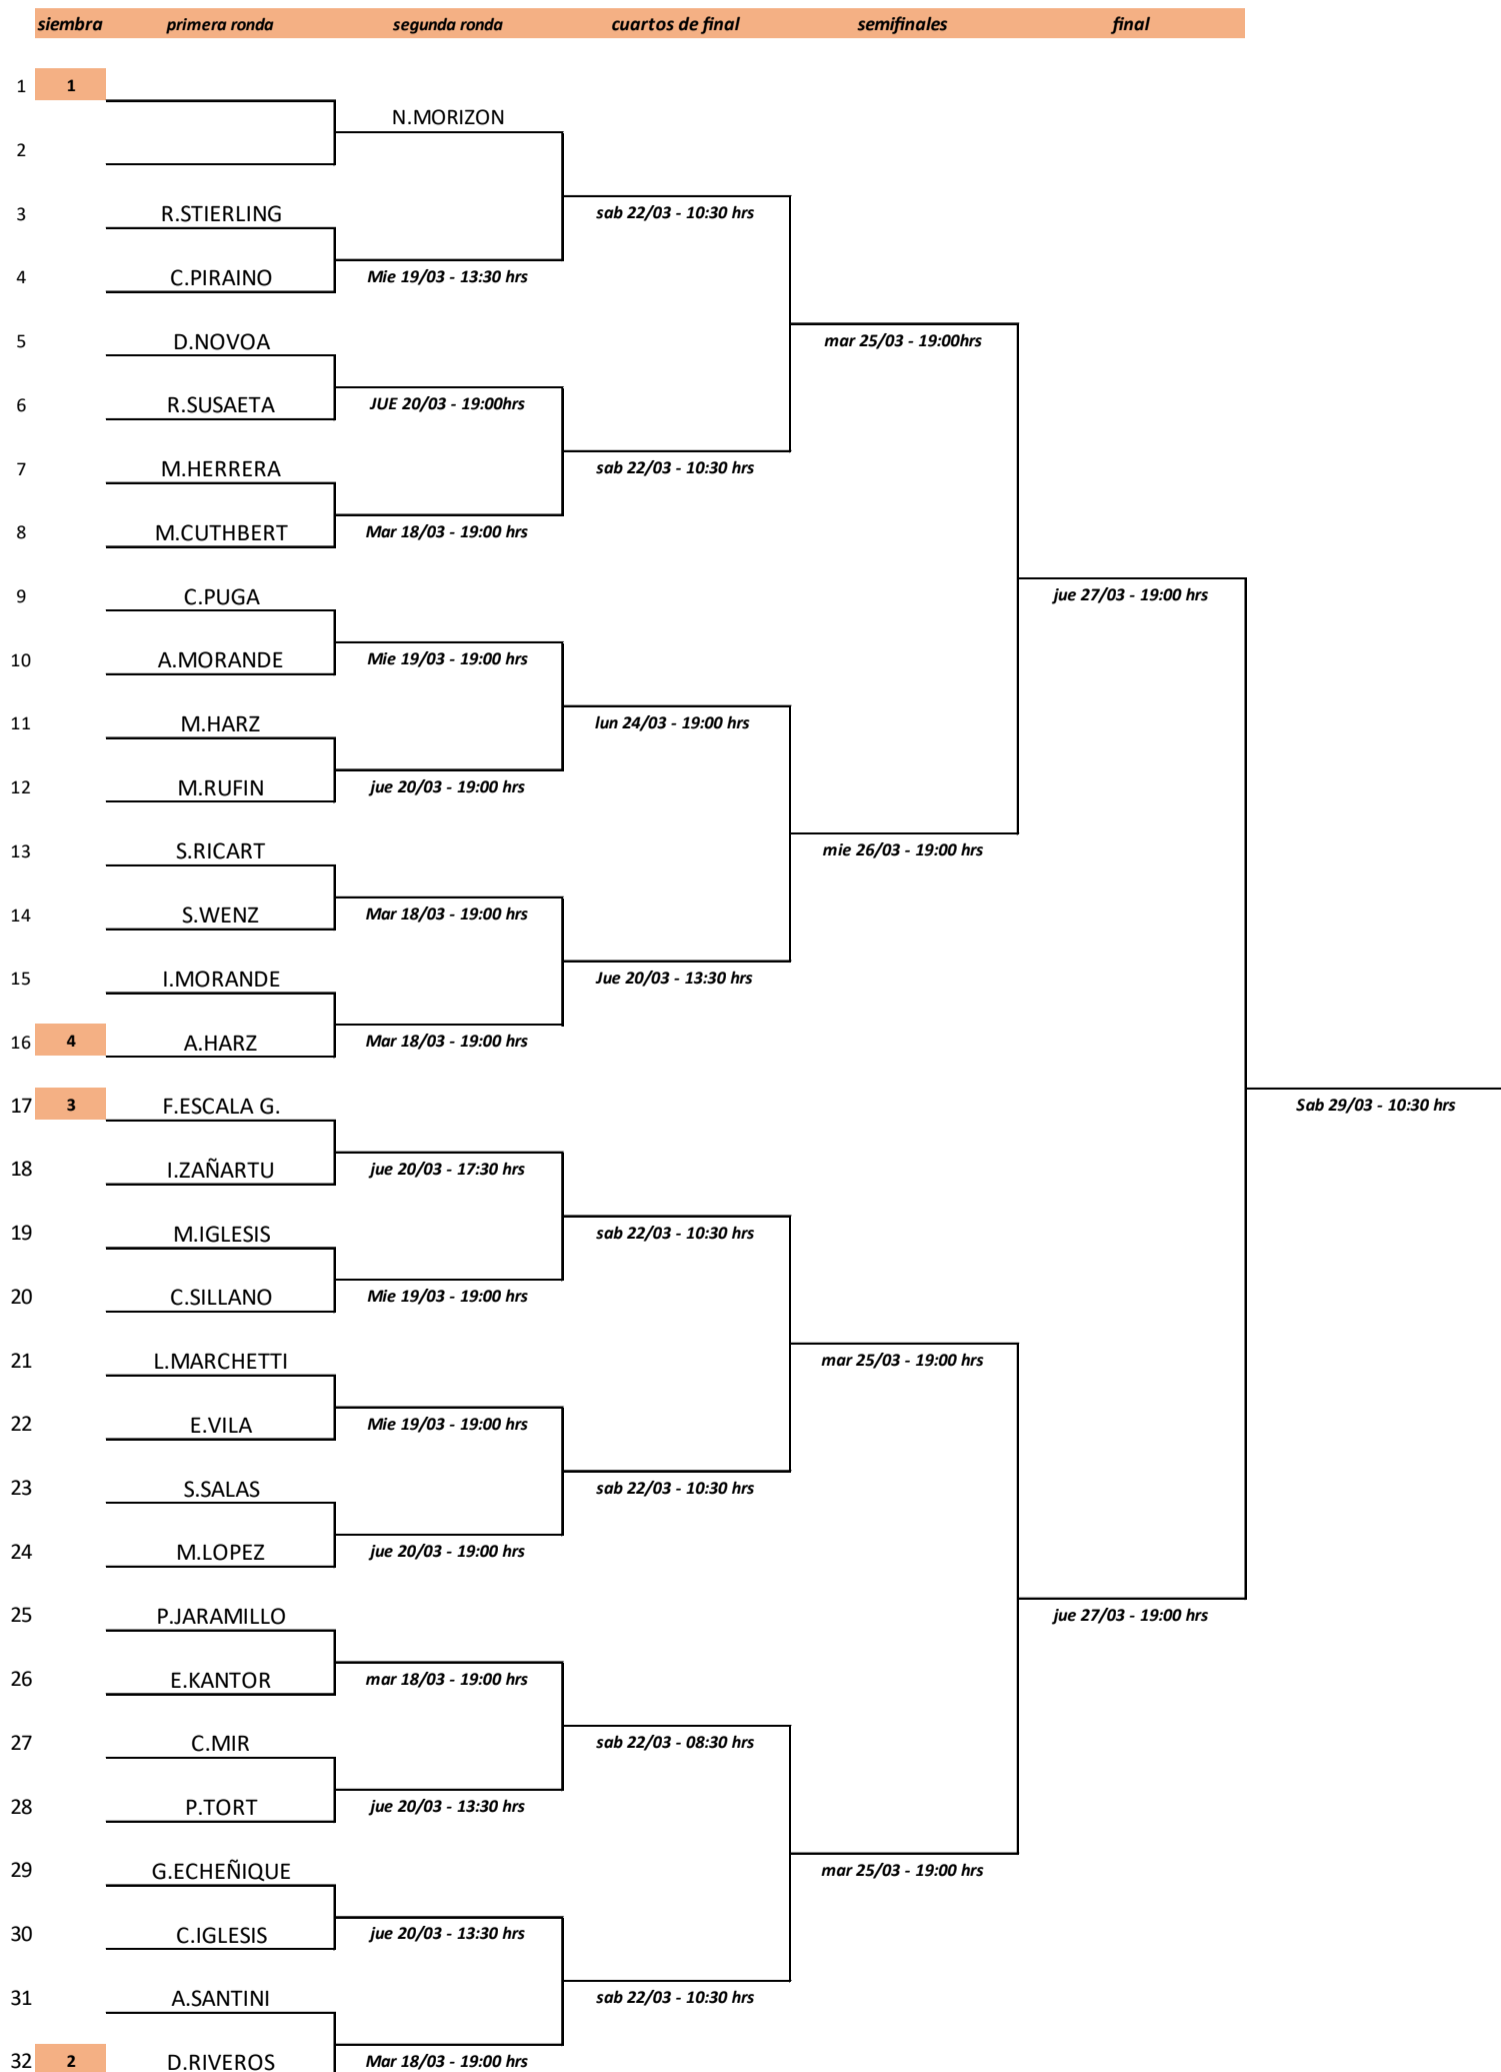 siembra primera ronda segunda ronda cuartos de final semifinales final
1 1
N.MORIZON
2
3 R.STIERLING sab 22/03 - 10:30 hrs
4 C.PIRAINO Mie 19/03 - 13:30 hrs
5 D.NOVOA mar 25/03 - 19:00hrs
6 R.SUSAETA JUE 20/03 - 19:00hrs
7 M.HERRERA sab 22/03 - 10:30 hrs
8 M.CUTHBERT Mar 18/03 - 19:00 hrs
9 C.PUGA jue 27/03 - 19:00 hrs
10 A.MORANDE Mie 19/03 - 19:00 hrs
11 M.HARZ lun 24/03 - 19:00 hrs
12 M.RUFIN jue 20/03 - 19:00 hrs
13 S.RICART mie 26/03 - 19:00 hrs
14 S.WENZ Mar 18/03 - 19:00 hrs
15 I.MORANDE Jue 20/03 - 13:30 hrs
16 4 A.HARZ Mar 18/03 - 19:00 hrs
17 3 F.ESCALA G. Sab 29/03 - 10:30 hrs
18 I.ZAÑARTU jue 20/03 - 17:30 hrs
19 M.IGLESIS sab 22/03 - 10:30 hrs
20 C.SILLANO Mie 19/03 - 19:00 hrs
21 L.MARCHETTI mar 25/03 - 19:00 hrs
22 E.VILA Mie 19/03 - 19:00 hrs
23 S.SALAS sab 22/03 - 10:30 hrs
24 M.LOPEZ jue 20/03 - 19:00 hrs
25 P.JARAMILLO jue 27/03 - 19:00 hrs
26 E.KANTOR mar 18/03 - 19:00 hrs
27 C.MIR sab 22/03 - 08:30 hrs
28 P.TORT jue 20/03 - 13:30 hrs
29 G.ECHEÑIQUE mar 25/03 - 19:00 hrs
30 C.IGLESIS jue 20/03 - 13:30 hrs
31 A.SANTINI sab 22/03 - 10:30 hrs
32 2 D.RIVEROS Mar 18/03 - 19:00 hrs